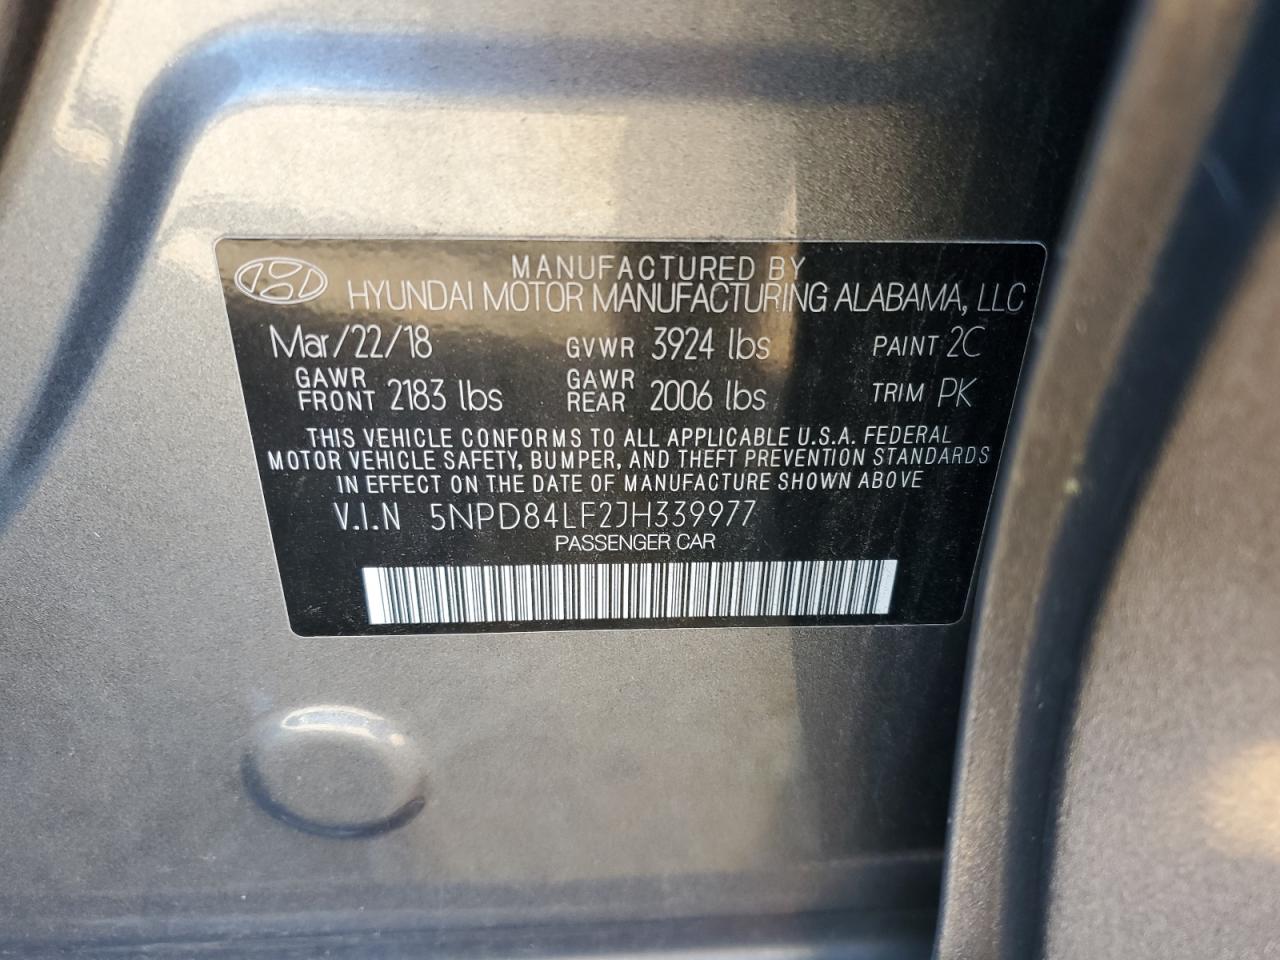 MANUFACTURED BY
HYUNDAI MOTOR MANUFACTURING ALABAMA, LLC
Mar/22/18 GVWR 3924 lbs PAINT 2C
GAWR FRONT 2183 lbs GAWR REAR 2006 lbs TRIM PK
THIS VEHICLE CONFORMS TO ALL APPLICABLE U.S.A. FEDERAL
MOTOR VEHICLE SAFETY, BUMPER, AND THEFT PREVENTION STANDARDS
IN EFFECT ON THE DATE OF MANUFACTURE SHOWN ABOVE
V.I.N 5NPD84LF2JH339977
PASSENGER CAR